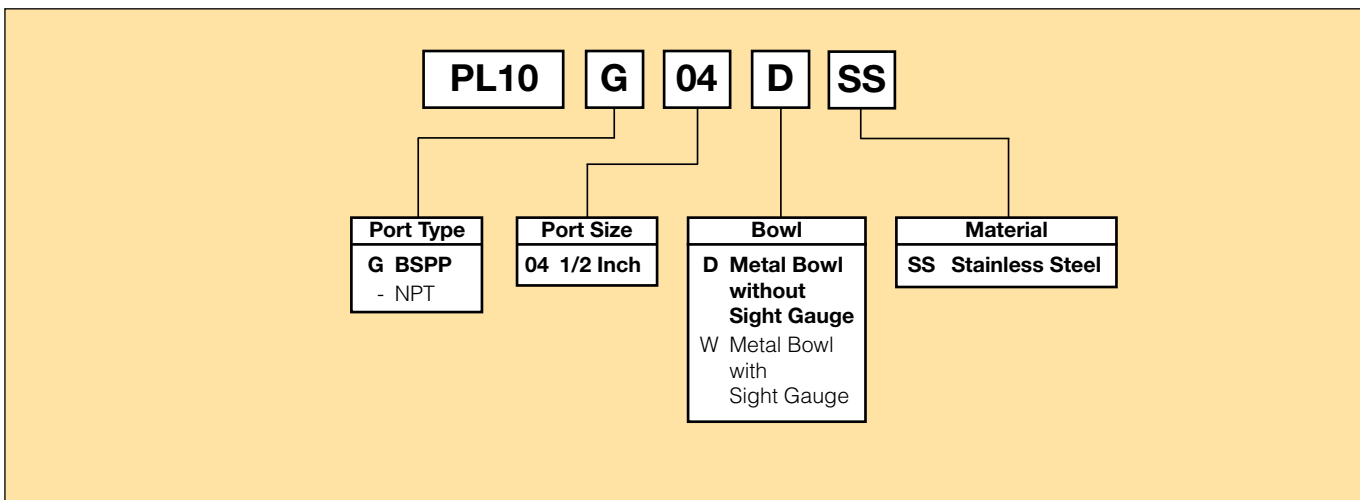 PL10 G 04 D SS
Port Type
G BSPP
- NPT
Port Size
04 1/2 Inch
Bowl
D Metal Bowl
without
Sight Gauge
W Metal Bowl
with
Sight Gauge
Material
SS Stainless Steel